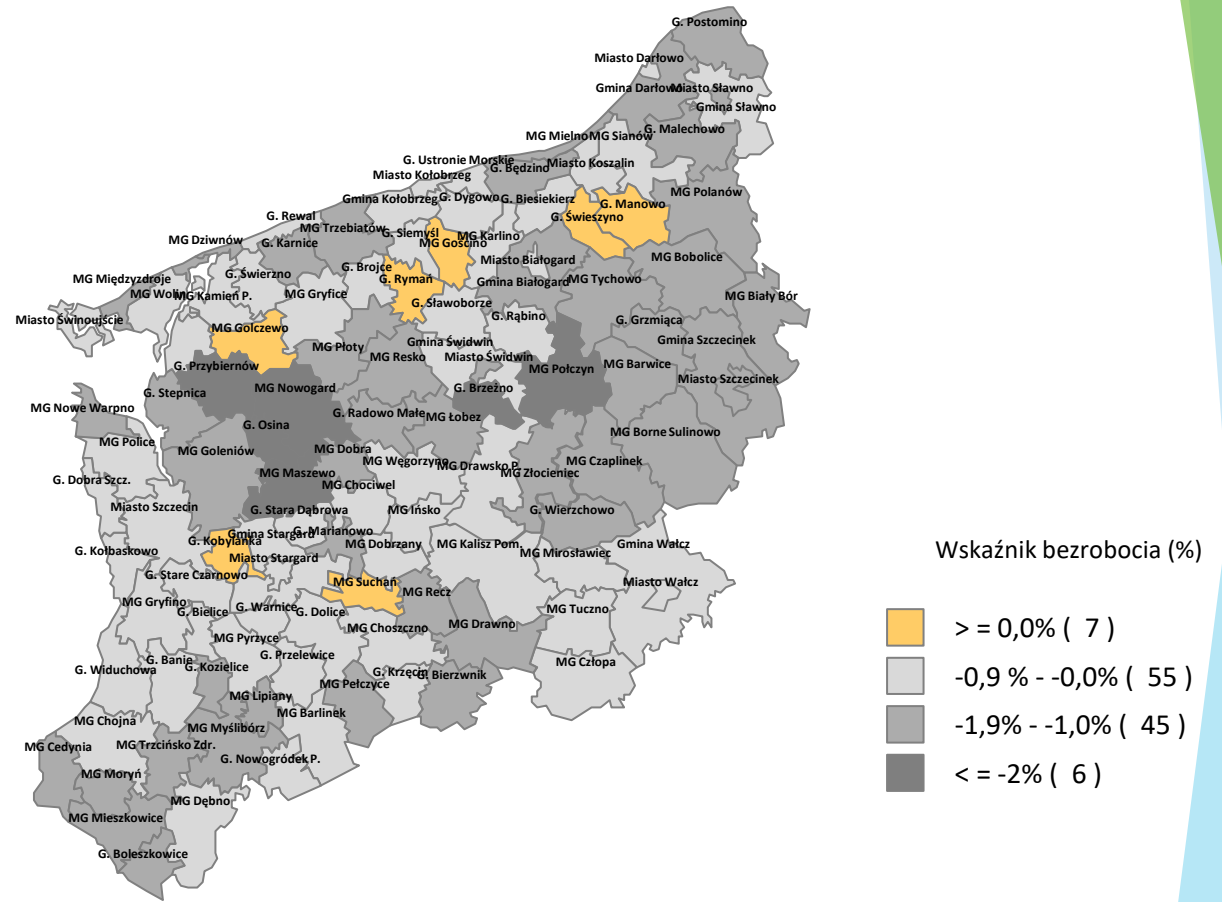 G. Postomino
Miasto Darłowo
Gmina Darłowo
Miasto Sławno
Gmina Sławno
G. Malechowo
MG Mielno
MG Sianów
G. Ustronie Morskie
G. Będzino
Miasto Koszalin
Miasto Kołobrzeg
MG Polanów
Gmina Kołobrzeg
G. Dygowo
G. Biesiekierz
G. Manowo
G. Świeszyno
G. Rewal
MG Trzebiatów
G. Siemyśl
MG Karlino
MG Gościno
MG Dziwnów
G. Karnice
Miasto Białogard
MG Bobolice
G. Brojce
G. Rymań
Gmina Białogard
MG Tychowo
MG Międzyzdroje
G. Świerzno
MG Wolin
MG Kamień P.
MG Gryfice
MG Biały Bór
G. Sławoborze
G. Rąbino
Miasto Świnoujście
G. Grzmiąca
MG Golczewo
Gmina Świdwin
Gmina Szczecinek
MG Płoty
MG Resko
Miasto Świdwin
G. Przybiernów
MG Połczyn
MG Barwice
Miasto Szczecinek
MG Nowogard
G. Brzeżno
G. Stepnica
MG Nowe Warpno
G. Radowo Małe
MG Łobez
G. Osina
MG Borne Sulinowo
MG Police
MG Goleniów
MG Dobra
MG Węgorzyno
MG Drawsko P.
MG Czaplinek
MG Maszewo
MG Złocieniec
G. Dobra Szcz.
MG Chociwel
Miasto Szczecin
G. Stara Dąbrowa
MG Ińsko
G. Wierzchowo
Gmina Stargard
G. Marianowo
G. Kobylanka
MG Dobrzany
MG Kalisz Pom.
Gmina Wałcz
G. Kołbaskowo
Miasto Stargard
MG Mirosławiec
Wskaźnik bezrobocia (%)
G. Stare Czarnowo
MG Suchań
MG Recz
Miasto Wałcz
MG Gryfino
G. Bielice
G. Warnice
G. Dolice
MG Tuczno
MG Choszczno
MG Drawno
> = 0,0% ( 7 )
MG Pyrzyce
G. Przelewice
G. Banie
G. Kozielice
MG Człopa
G. Widuchowa
G. Krzęcin
G. Bierzwnik
-0,9 % - -0,0% ( 55 )
MG Pełczyce
MG Lipiany
MG Barlinek
MG Chojna
MG Myślibórz
-1,9% - -1,0% ( 45 )
MG Cedynia
MG Trzcińsko Zdr.
G. Nowogródek P.
MG Moryń
< = -2% ( 6 )
MG Dębno
MG Mieszkowice
G. Boleszkowice